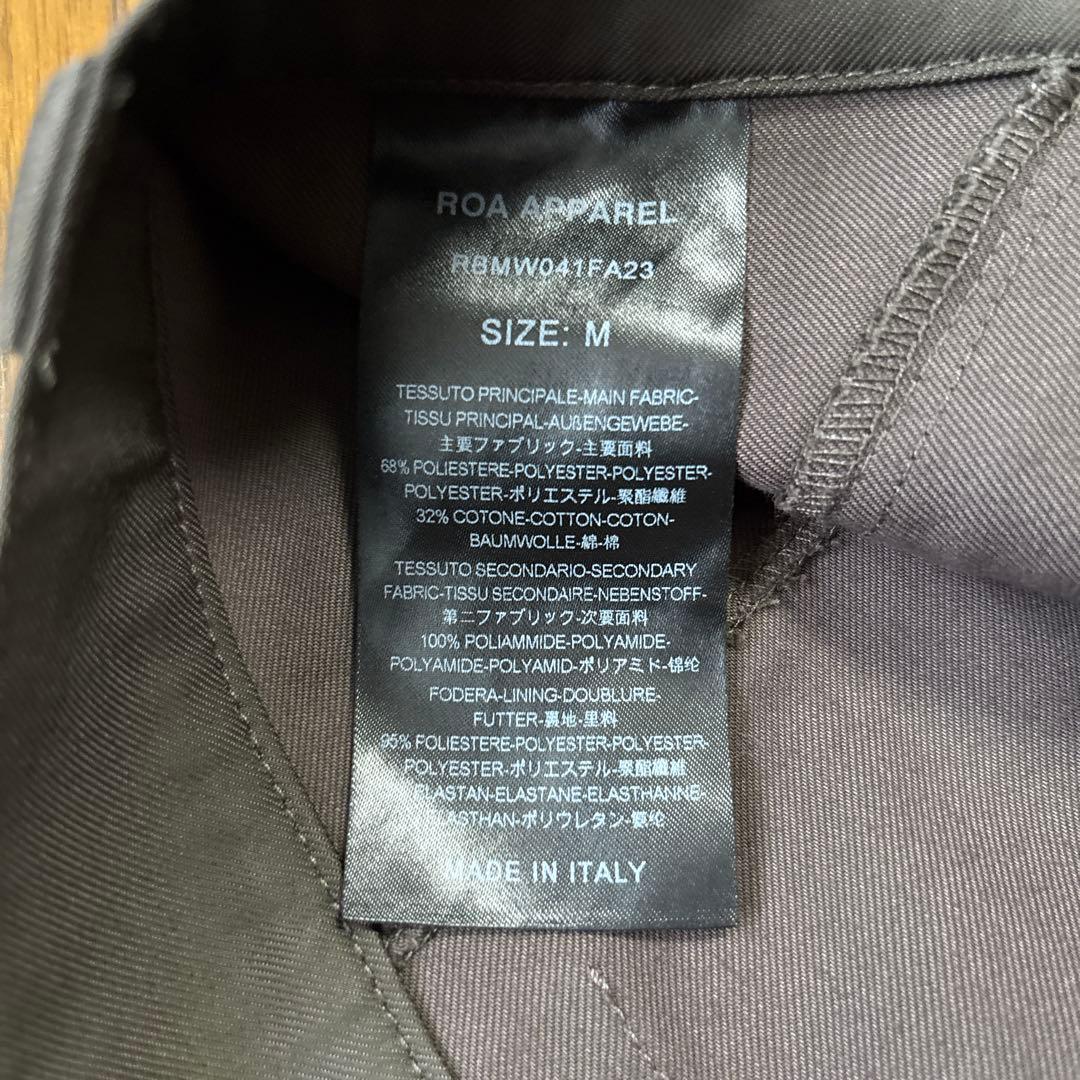 ROA APPAREL
RBMW041FA23
SIZE: M
TESSUTO PRINCIPALE-MAIN FABRIC-
TISSU PRINCIPAL-AUßENGEWEBE-
主要ファブリック-主要面料
68% POLIESTERE-POLYESTER-POLYESTER-
POLYESTER-ポリエステル-聚酯纖維
32% COTONE-COTTON-COTON-
BAUMWOLLE-綿-棉
TESSUTO SECONDARIO-SECONDARY
FABRIC-TISSU SECONDAIRE-NEBENSTOFF-
第二ファブリック-次要面料
100% POLIAMMIDE-POLYAMIDE-
POLYAMIDE-POLYAMID-ポリアミド-锦纶
FODERA-LINING-DOUBLURE-
FUTTER-裏地-里料
95% POLIESTERE-POLYESTER-POLYESTER-
POLYESTER-ポリエステル-聚酯纖維
ELASTAN-ELASTANE-ELASTHANNE-
ASTHAN-ポリウレタン-氨纶
MADE IN ITALY